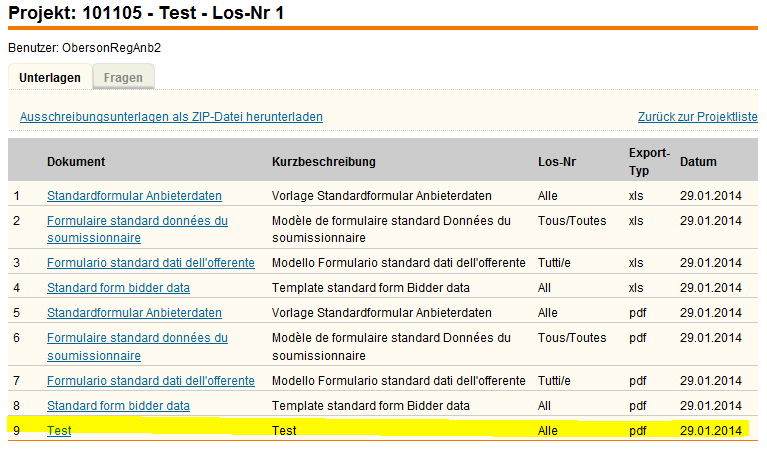 Projekt: 101105 - Test - Los-Nr 1
Benutzer: ObersonRegAnb2
Unterlagen Fragen
Ausschreibungsunterlagen als ZIP-Datei herunterladen Zurück zur Projektliste
Dokument Kurzbeschreibung Los-Nr Export-Typ Datum
1 Standardformular Anbieterdaten Vorlage Standardformular Anbieterdaten Alle xls 29.01.2014
2 Formulaire standard données du soumissionnaire Modèle de formulaire standard Données du soumissionnaire Tous/Toutes xls 29.01.2014
3 Formulario standard dati dell'offerente Modello Formulario standard dati dell'offerente Tutti/e xls 29.01.2014
4 Standard form bidder data Template standard form Bidder data All xls 29.01.2014
5 Standardformular Anbieterdaten Vorlage Standardformular Anbieterdaten Alle pdf 29.01.2014
6 Formulaire standard données du soumissionnaire Modèle de formulaire standard Données du soumissionnaire Tous/Toutes pdf 29.01.2014
7 Formulario standard dati dell'offerente Modello Formulario standard dati dell'offerente Tutti/e pdf 29.01.2014
8 Standard form bidder data Template standard form Bidder data All pdf 29.01.2014
9 Test Test Alle pdf 29.01.2014